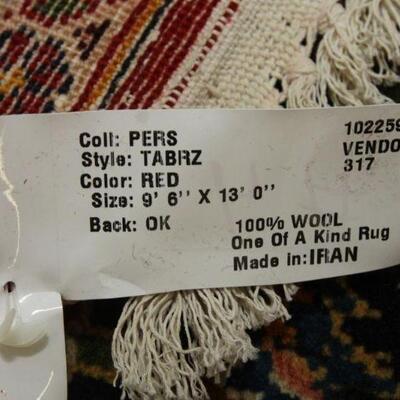 Coll: PERS
Style: TABRZ
Color: RED
Size: 9' 6'' X 13' 0''
Back: OK
102259
VENDO
317
100% WOOL
One Of A Kind Rug
Made in: IRAN